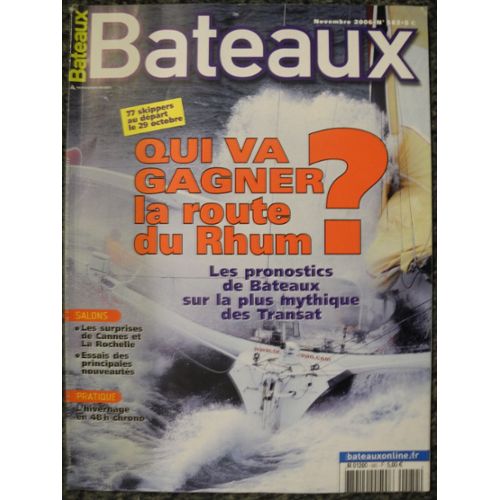 Bateaux
Novembre 2006 N° 582 5 €
Bateaux
77 skippers
au départ
le 29 octobre
QUI VA
GAGNER
la route
du Rhum ?
Les pronostics
de Bateaux
sur la plus mythique
des Transat
SALONS
• Les surprises
de Cannes et
La Rochelle
• Essais des
principales
nouveautés
PRATIQUE
L'hivernage
en 48 h chrono
bateauxonline.fr